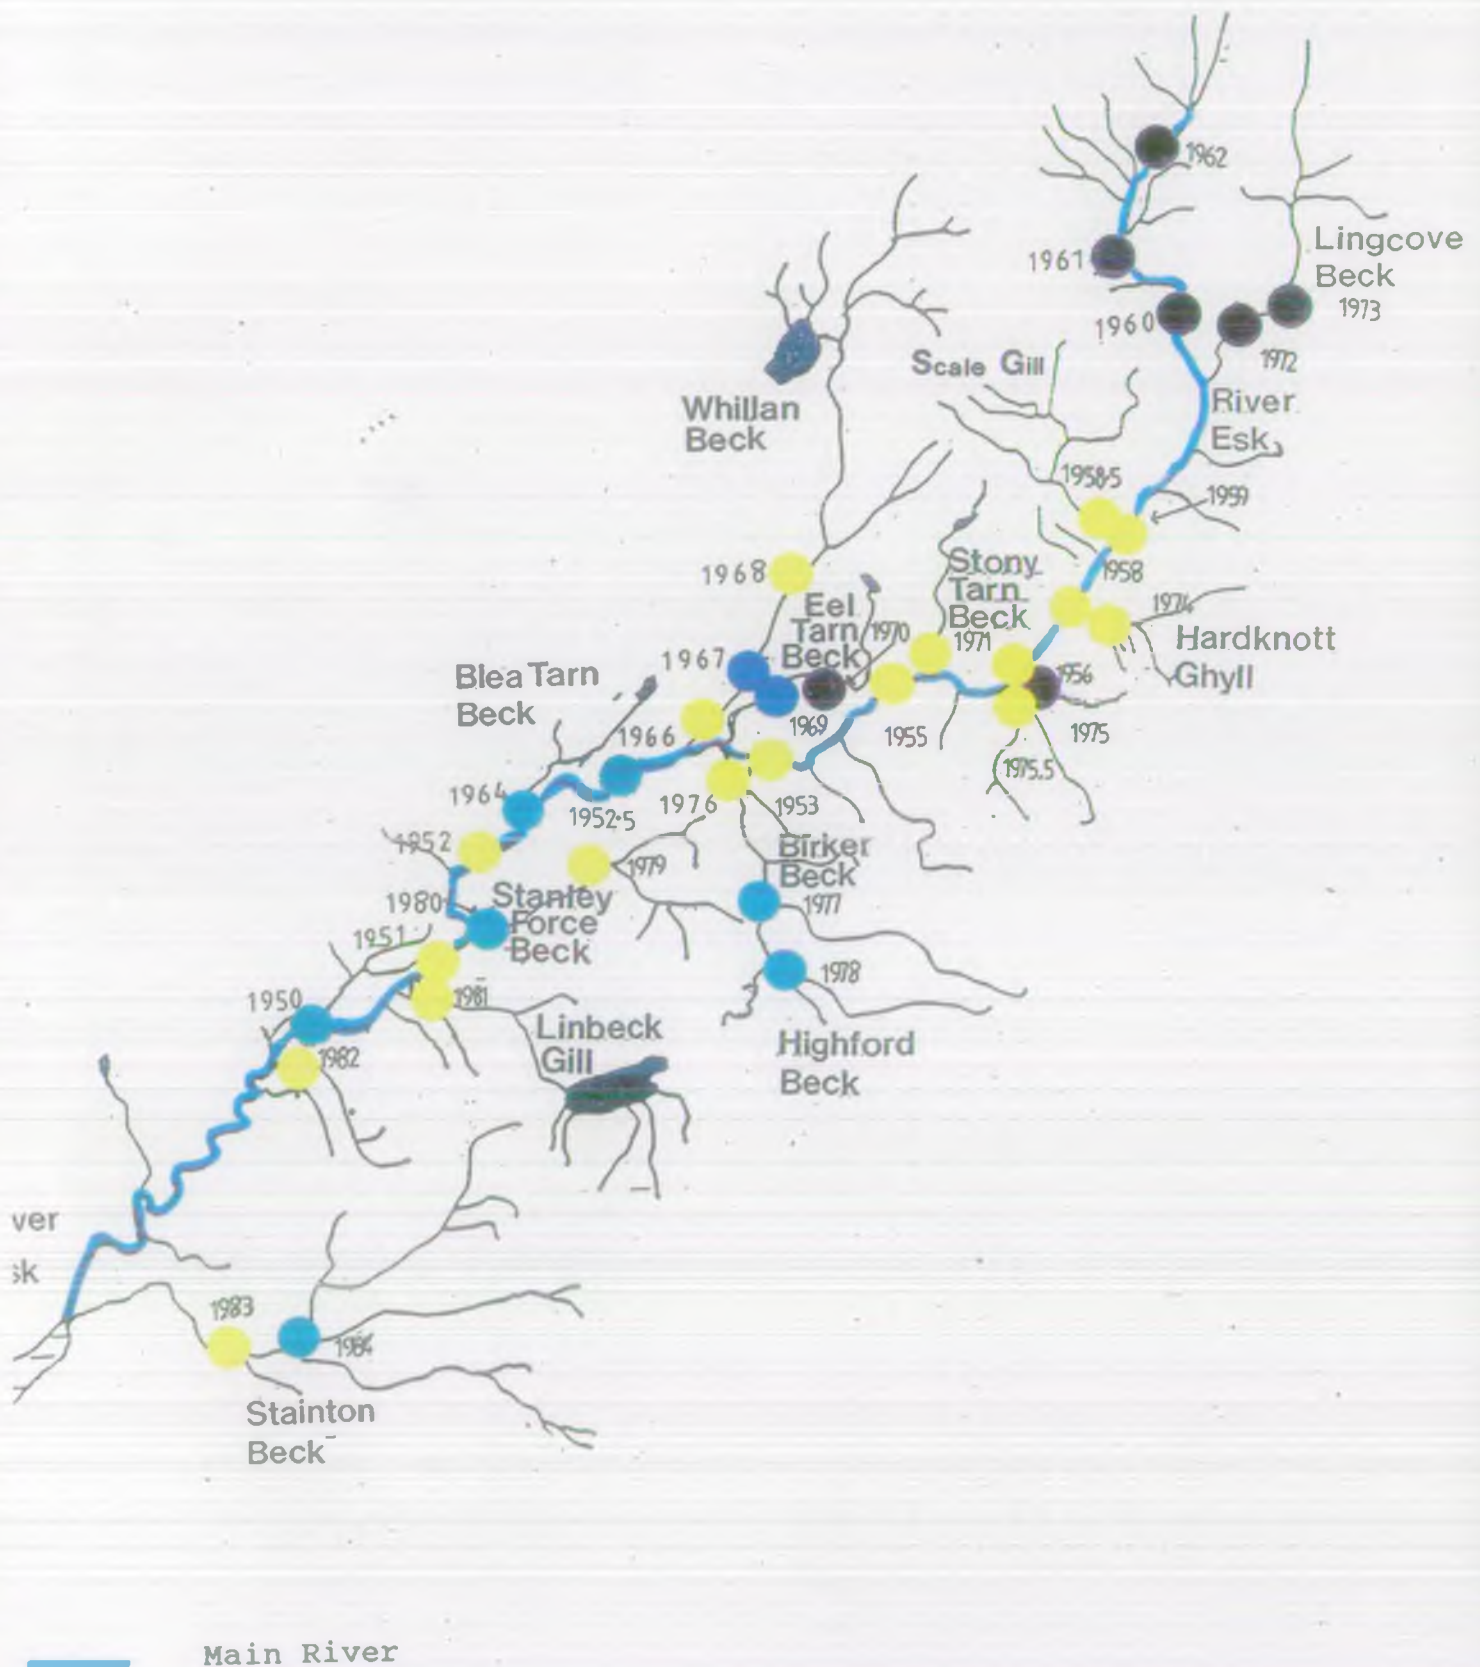 1962
Lingcove
Beck
1973
1961
1960
1972
Scale Gill
River
Esk
Whillan
Beck
1958·5
1959
1968
Stony
Tarn
Beck
1958
Eel
Tarn
Beck
1970
1971
1974
Hardknott
Ghyll
1967
1956
Blea Tarn
Beck
1966
1969
1955
1975
1975.5
1964
1952·5
1976
1953
1952
Birker
Beck
1979
1977
1980
Stanley
Force
Beck
1951
1978
1981
1950
Linbeck
Gill
Highford
Beck
1982
ver
sk
1983
1984
Stainton
Beck
Main River